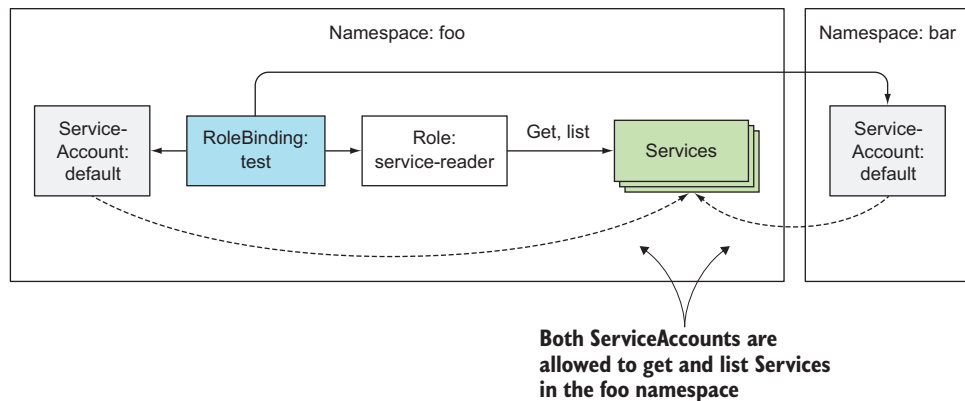 Namespace: foo
Namespace: bar
Service-
Account:
default
RoleBinding:
test
Role:
service-reader
Get, list
Services
Service-
Account:
default
Both ServiceAccounts are
allowed to get and list Services
in the foo namespace